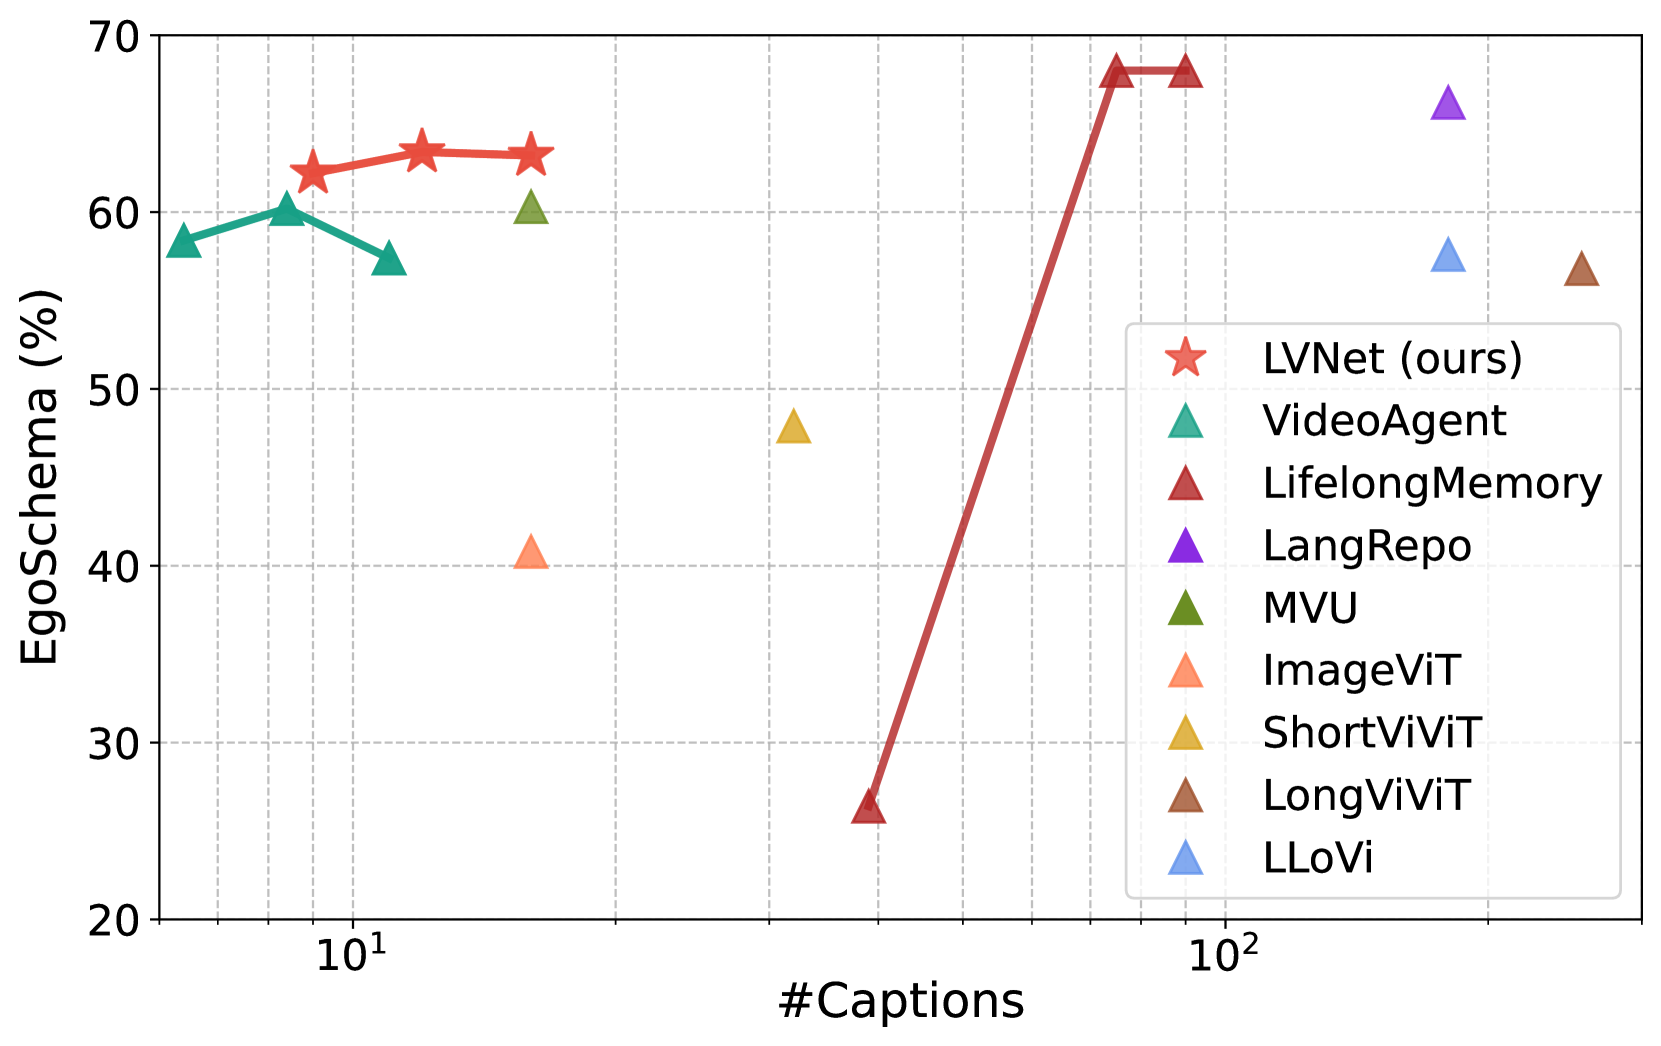 70
60
50
40
30
20
EgoSchema (%)
LVNet (ours)
VideoAgent
LifelongMemory
LangRepo
MVU
ImageViT
ShortViViT
LongViViT
LLoVi
10¹ 10²
#Captions